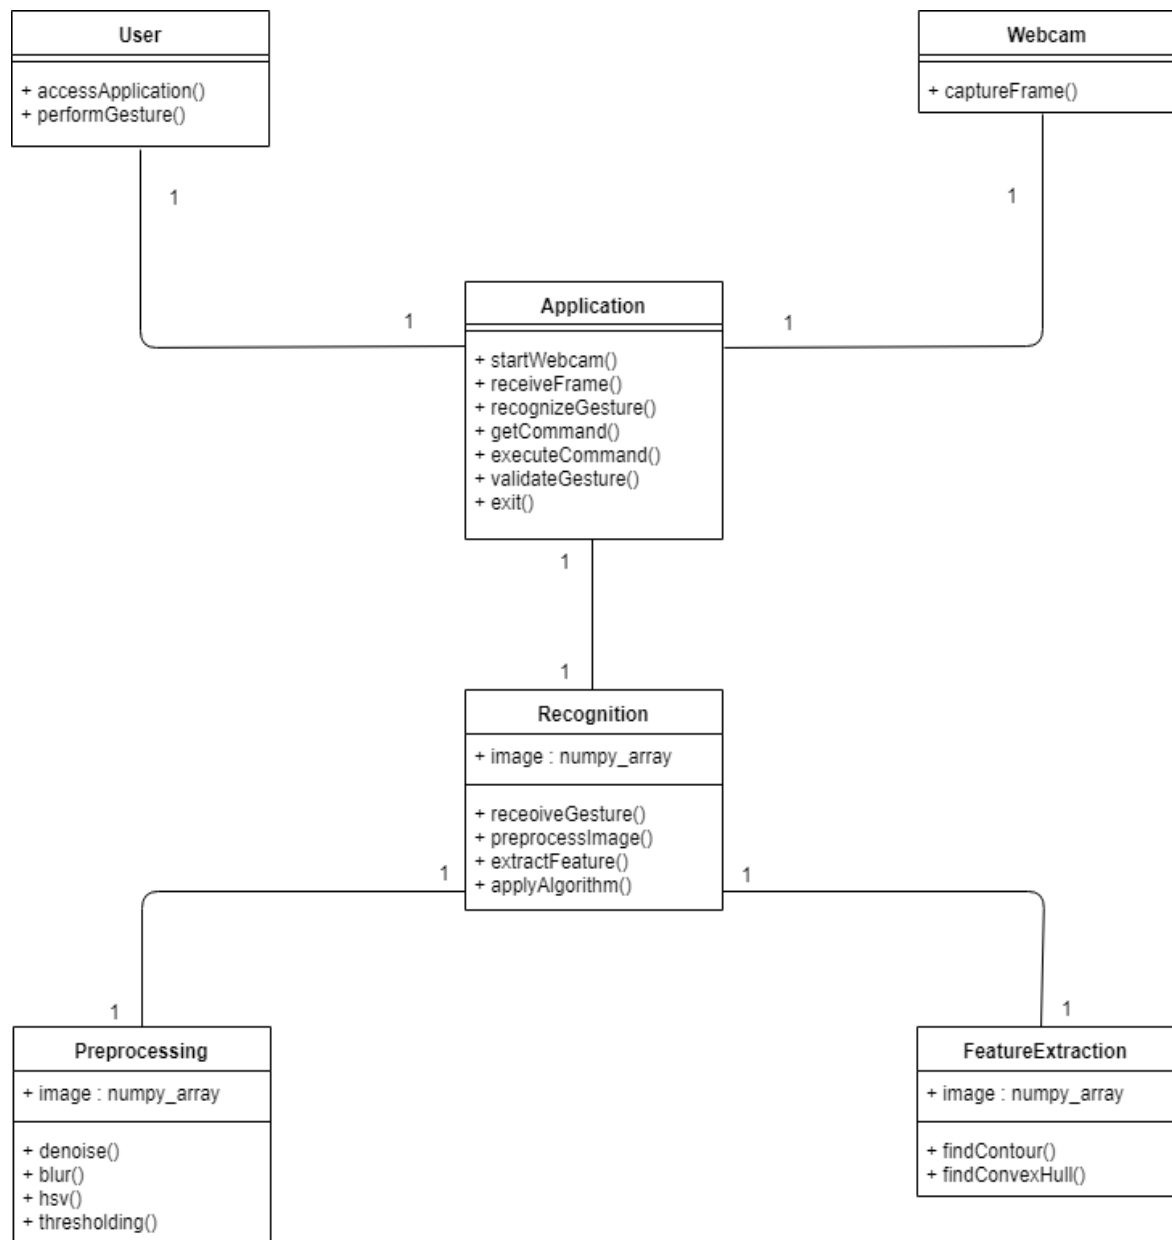 User
+ accessApplication()
+ performGesture()
Webcam
+ captureFrame()
1
1
1
1
Application
+ startWebcam()
+ receiveFrame()
+ recognizeGesture()
+ getCommand()
+ executeCommand()
+ validateGesture()
+ exit()
1
1
Recognition
+ image : numpy_array
+ receoiveGesture()
+ preprocessImage()
+ extractFeature()
+ applyAlgorithm()
1
1
1
1
Preprocessing
+ image : numpy_array
+ denoise()
+ blur()
+ hsv()
+ thresholding()
FeatureExtraction
+ image : numpy_array
+ findContour()
+ findConvexHull()